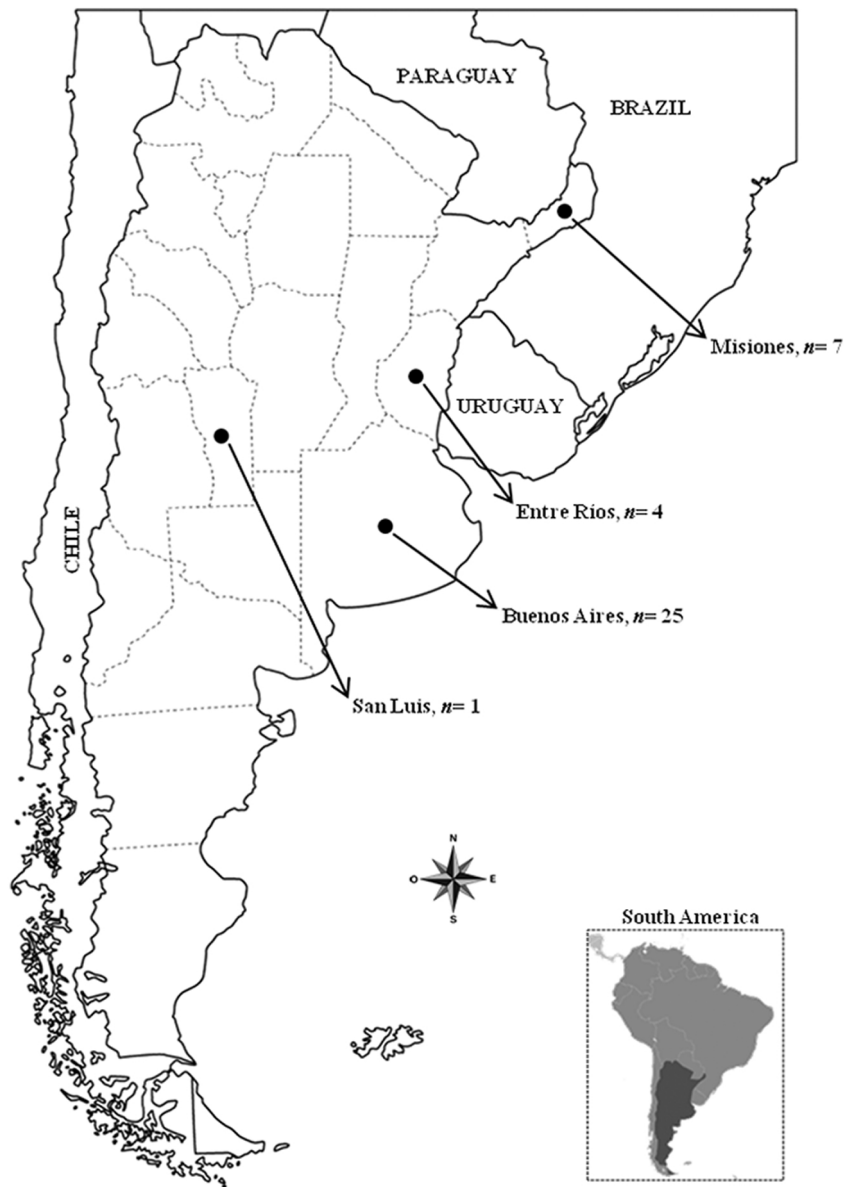 PARAGUAY
BRAZIL
Misiones, n= 7
URUGUAY
Entre Rios, n= 4
CHILE
Buenos Aires, n= 25
San Luis, n= 1
N
O
E
S
South America